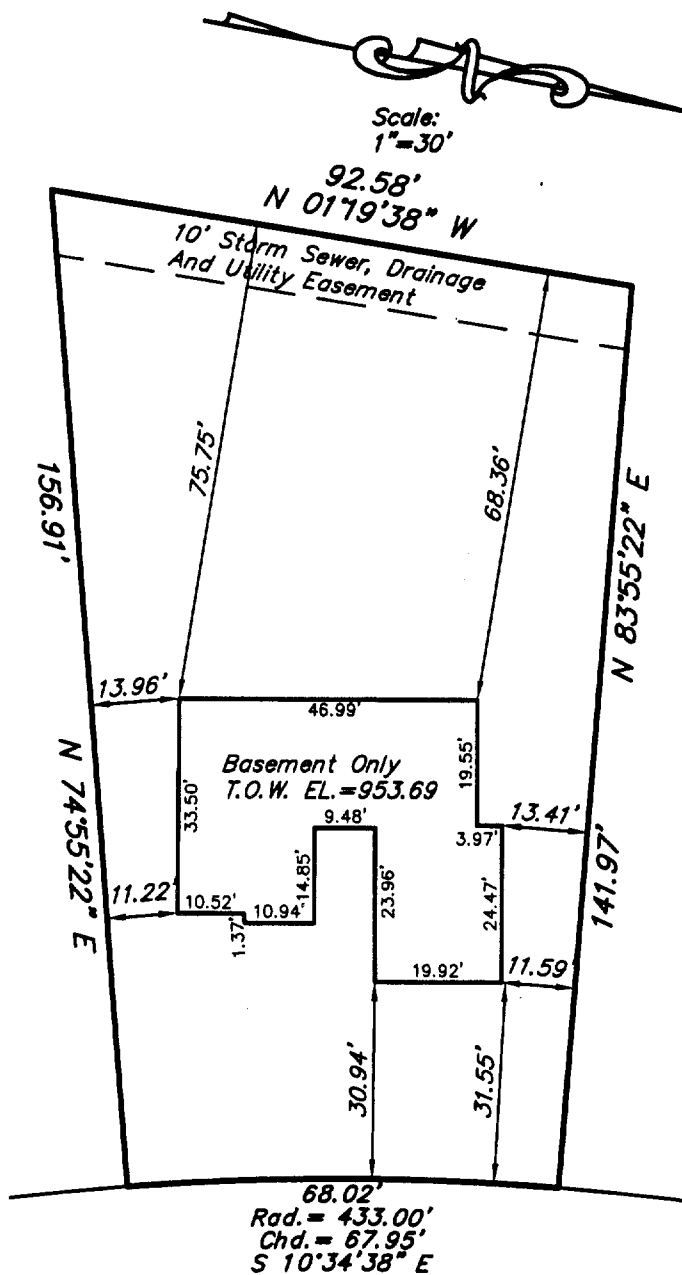 N
Scale:
1"=30'
92.58'
N 01°19'38" W
10' Storm Sewer, Drainage
And Utility Easement
75.75'
68.36'
156.91'
N 83°55'22" E
13.96'
46.99'
Basement Only
T.O.W. EL.=953.69
19.55'
33.50'
9.48'
3.97'
13.41'
N 74°55'22" E
14.85'
23.96'
24.47'
141.97'
11.22'
10.52'
10.94'
1.37'
19.92'
11.59'
30.94'
31.55'
68.02'
Rad.= 433.00'
Chd.= 67.95'
S 10°34'38" E